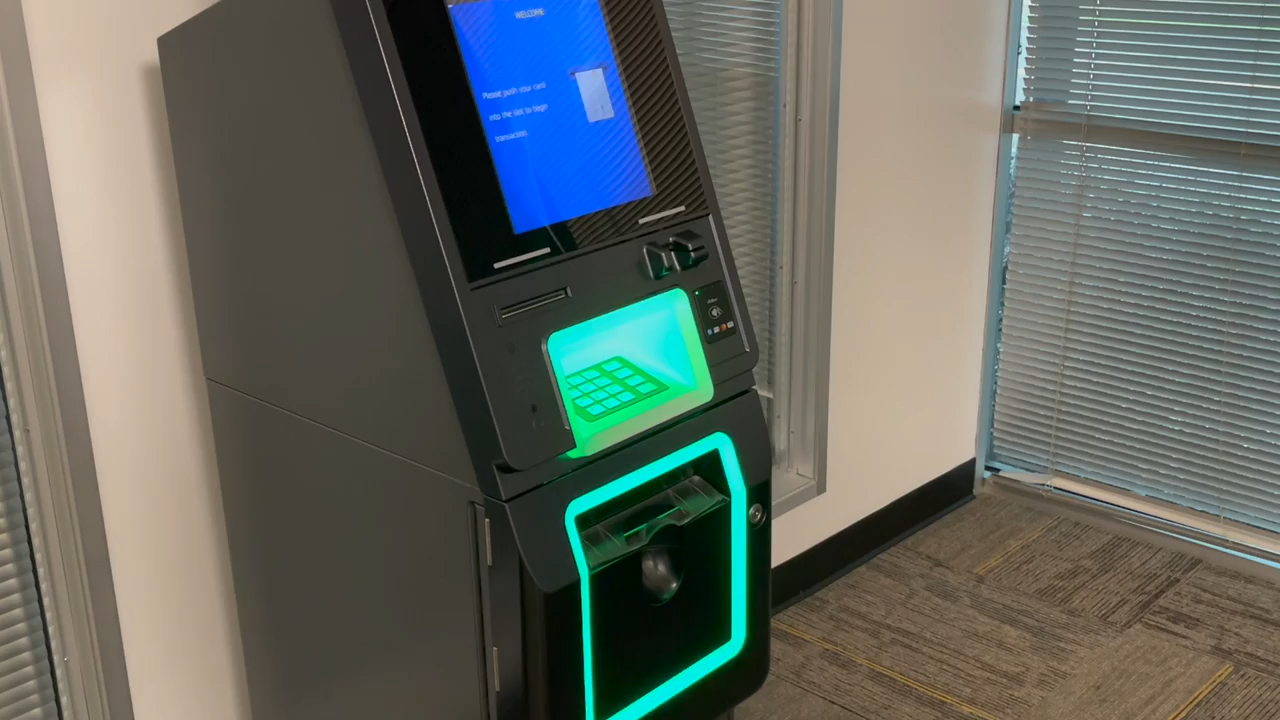 WELCOME
Please push your card
into the slot to begin
transaction.